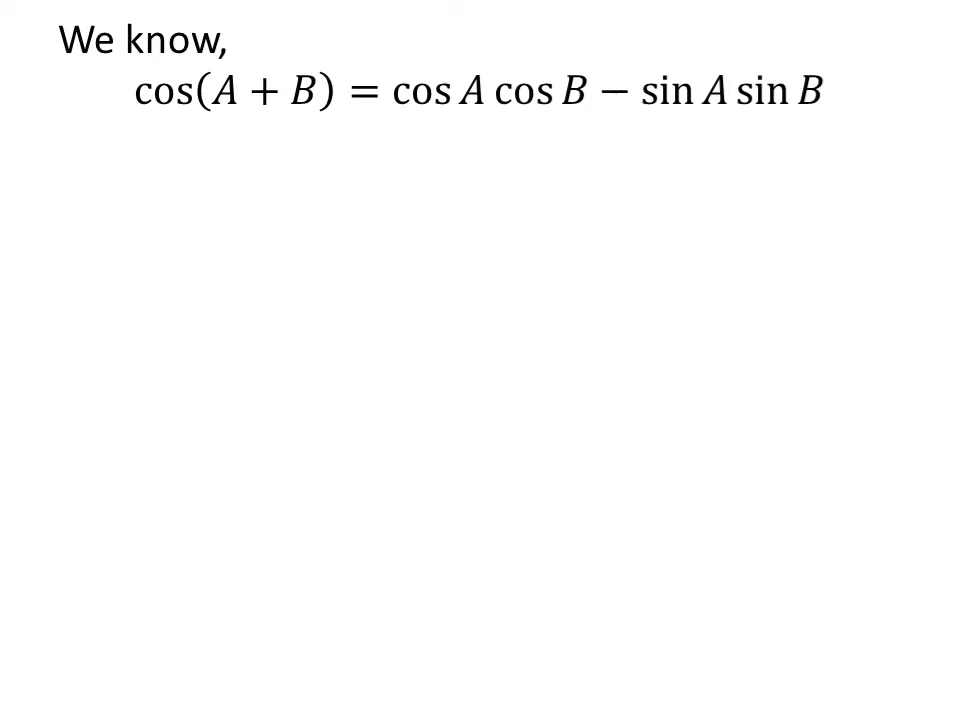 We know,
cos(A + B) = cos A cos B − sin A sin B